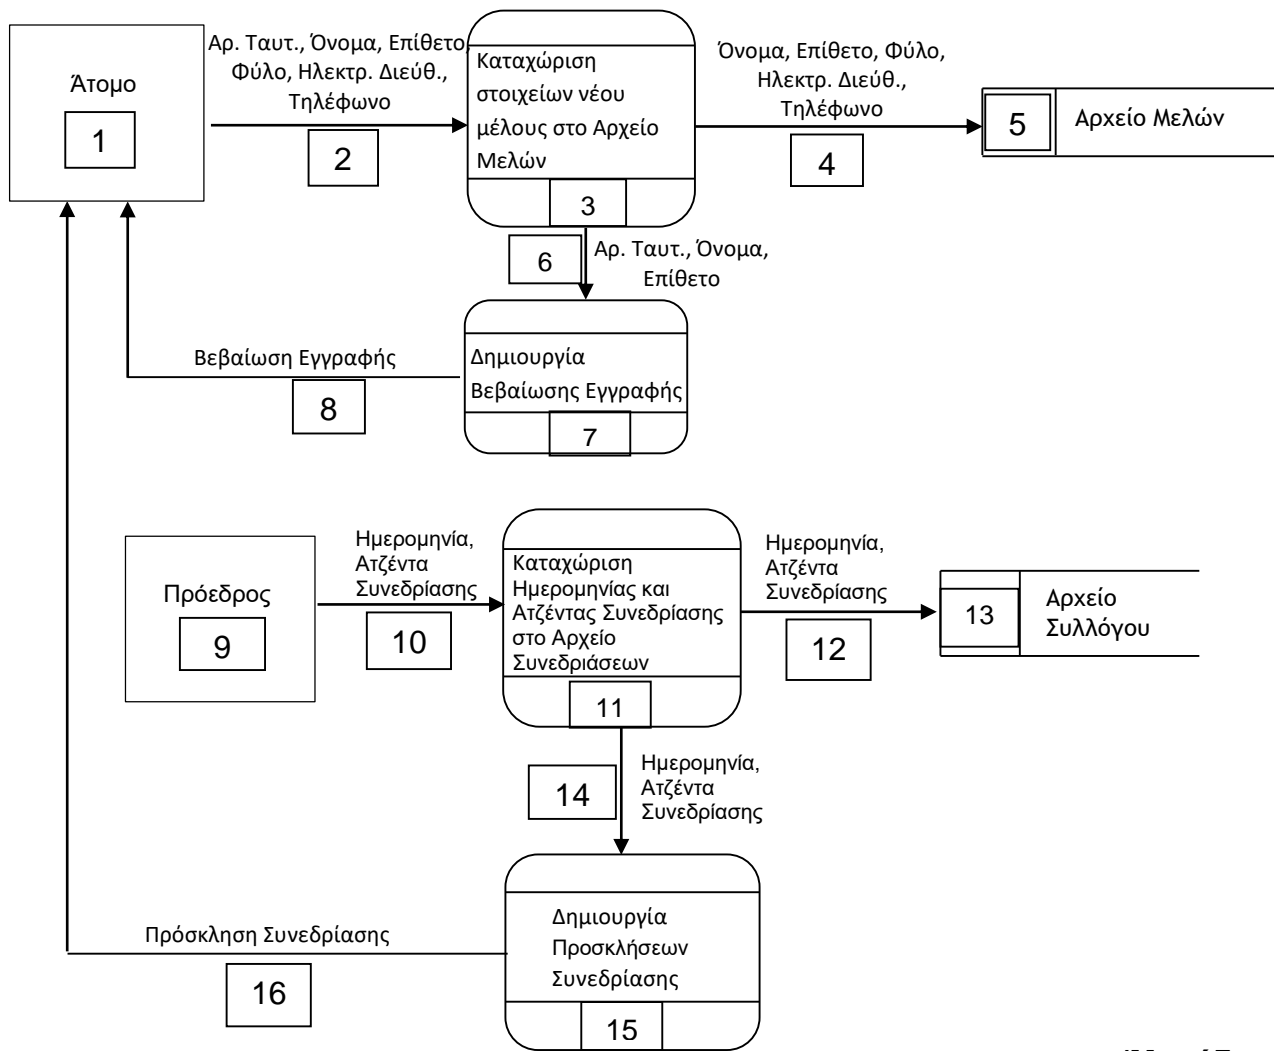 Άτομο
1
Αρ. Ταυτ., Όνομα, Επίθετο,
Φύλο, Ηλεκτρ. Διεύθ.,
Τηλέφωνο
2
Καταχώριση
στοιχείων νέου
μέλους στο Αρχείο
Μελών
3
Όνομα, Επίθετο, Φύλο,
Ηλεκτρ. Διεύθ.,
Τηλέφωνο
4
5
Αρχείο Μελών
6
Αρ. Ταυτ., Όνομα,
Επίθετο
Δημιουργία
Βεβαίωσης Εγγραφής
7
Βεβαίωση Εγγραφής
8
Πρόεδρος
9
Ημερομηνία,
Ατζέντα
Συνεδρίασης
10
Καταχώριση
Ημερομηνίας και
Ατζέντας Συνεδρίασης
στο Αρχείο
Συνεδριάσεων
11
Ημερομηνία,
Ατζέντα
Συνεδρίασης
12
13
Αρχείο
Συλλόγου
14
Ημερομηνία,
Ατζέντα
Συνεδρίασης
Δημιουργία
Προσκλήσεων
Συνεδρίασης
15
Πρόσκληση Συνεδρίασης
16